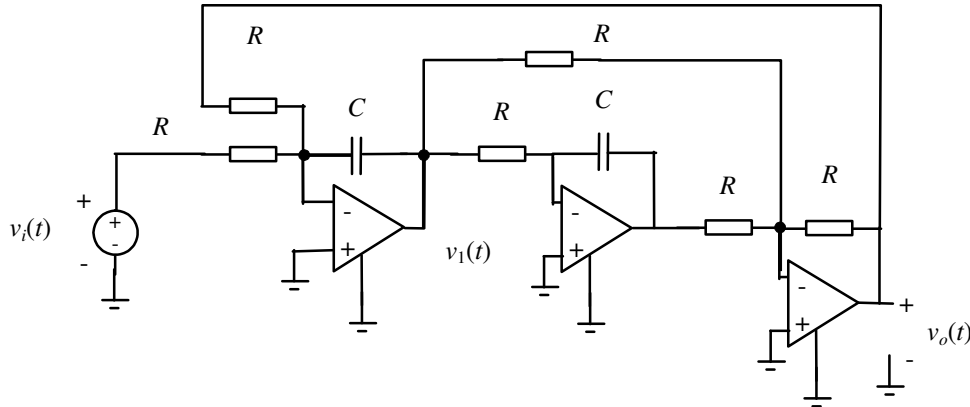 R
R
C
C
R
R
R
R
+
+
-
v_i(t)
-
-
+
v_1(t)
-
+
-
+
+
v_o(t)
-